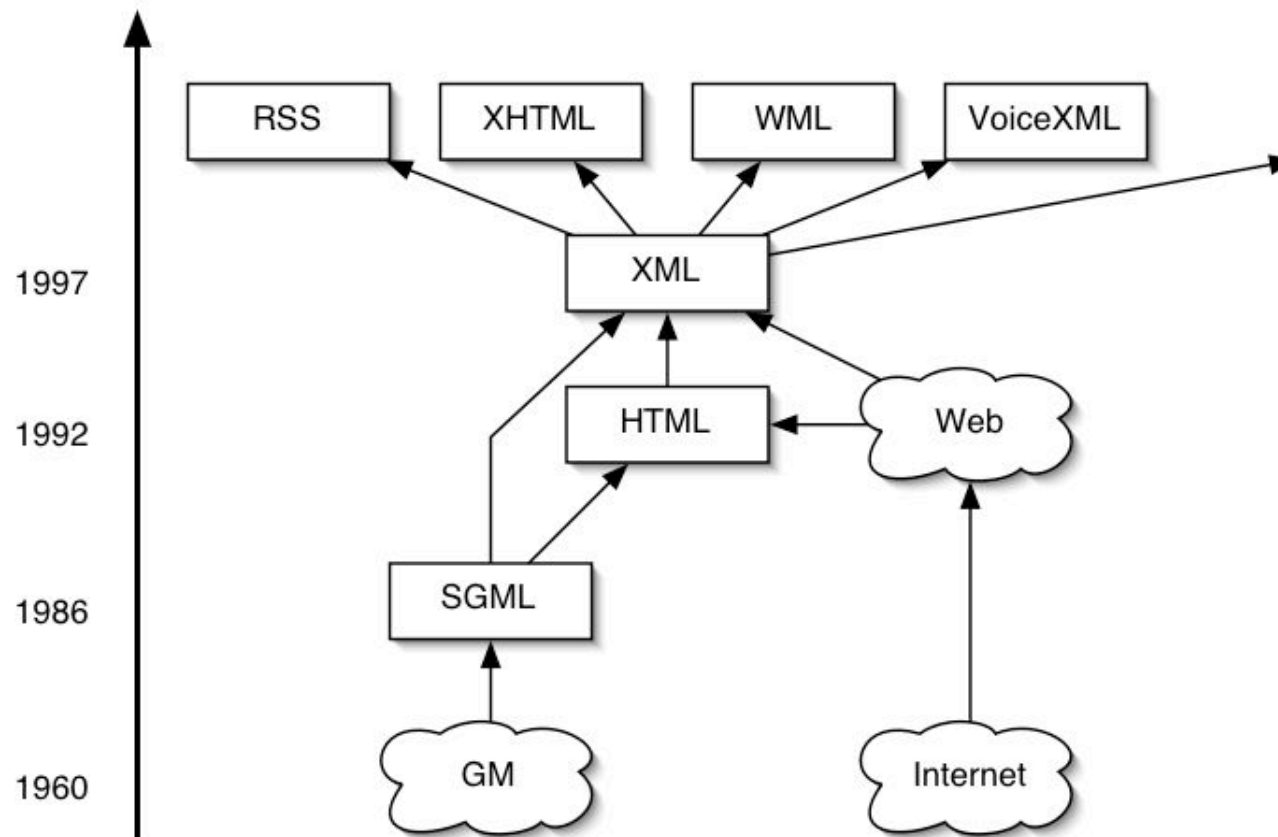 RSS XHTML WML VoiceXML
1997 XML
1992 HTML Web
1986 SGML
1960 GM Internet